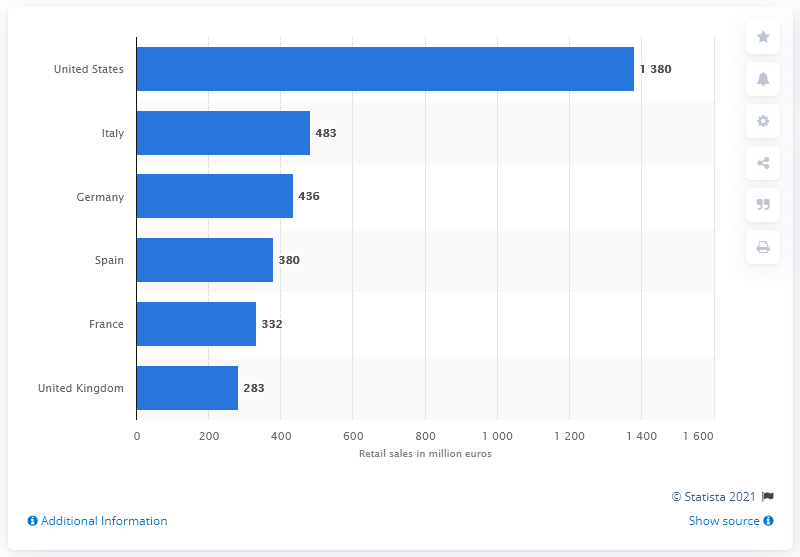 United States 1 380
Italy 483
Germany 436
Spain 380
France 332
United Kingdom 283
0 200 400 600 800 1 000 1 200 1 400 1 600
Retail sales in million euros
© Statista 2021
Additional Information Show source